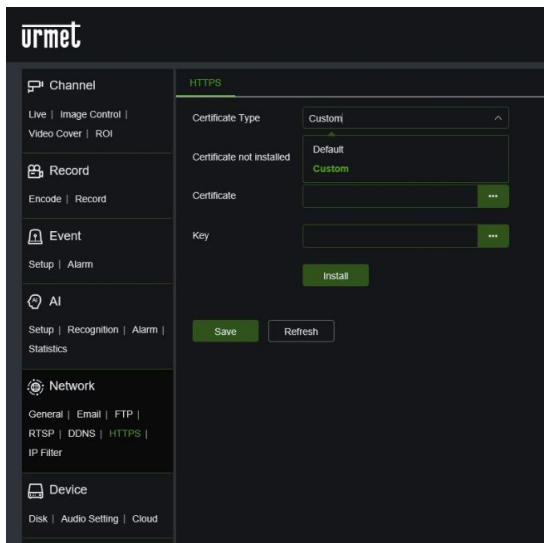 urmet
Channel
Live | Image Control |
Video Cover | ROI
Record
Encode | Record
Event
Setup | Alarm
AI
Setup | Recognition | Alarm |
Statistics
Network
General | Email | FTP |
RTSP | DDNS | HTTPS |
IP Filter
Device
Disk | Audio Setting | Cloud
HTTPS
Certificate Type
Custom
Default
Custom
Certificate not installed
Certificate
...
Key
...
Install
Save
Refresh